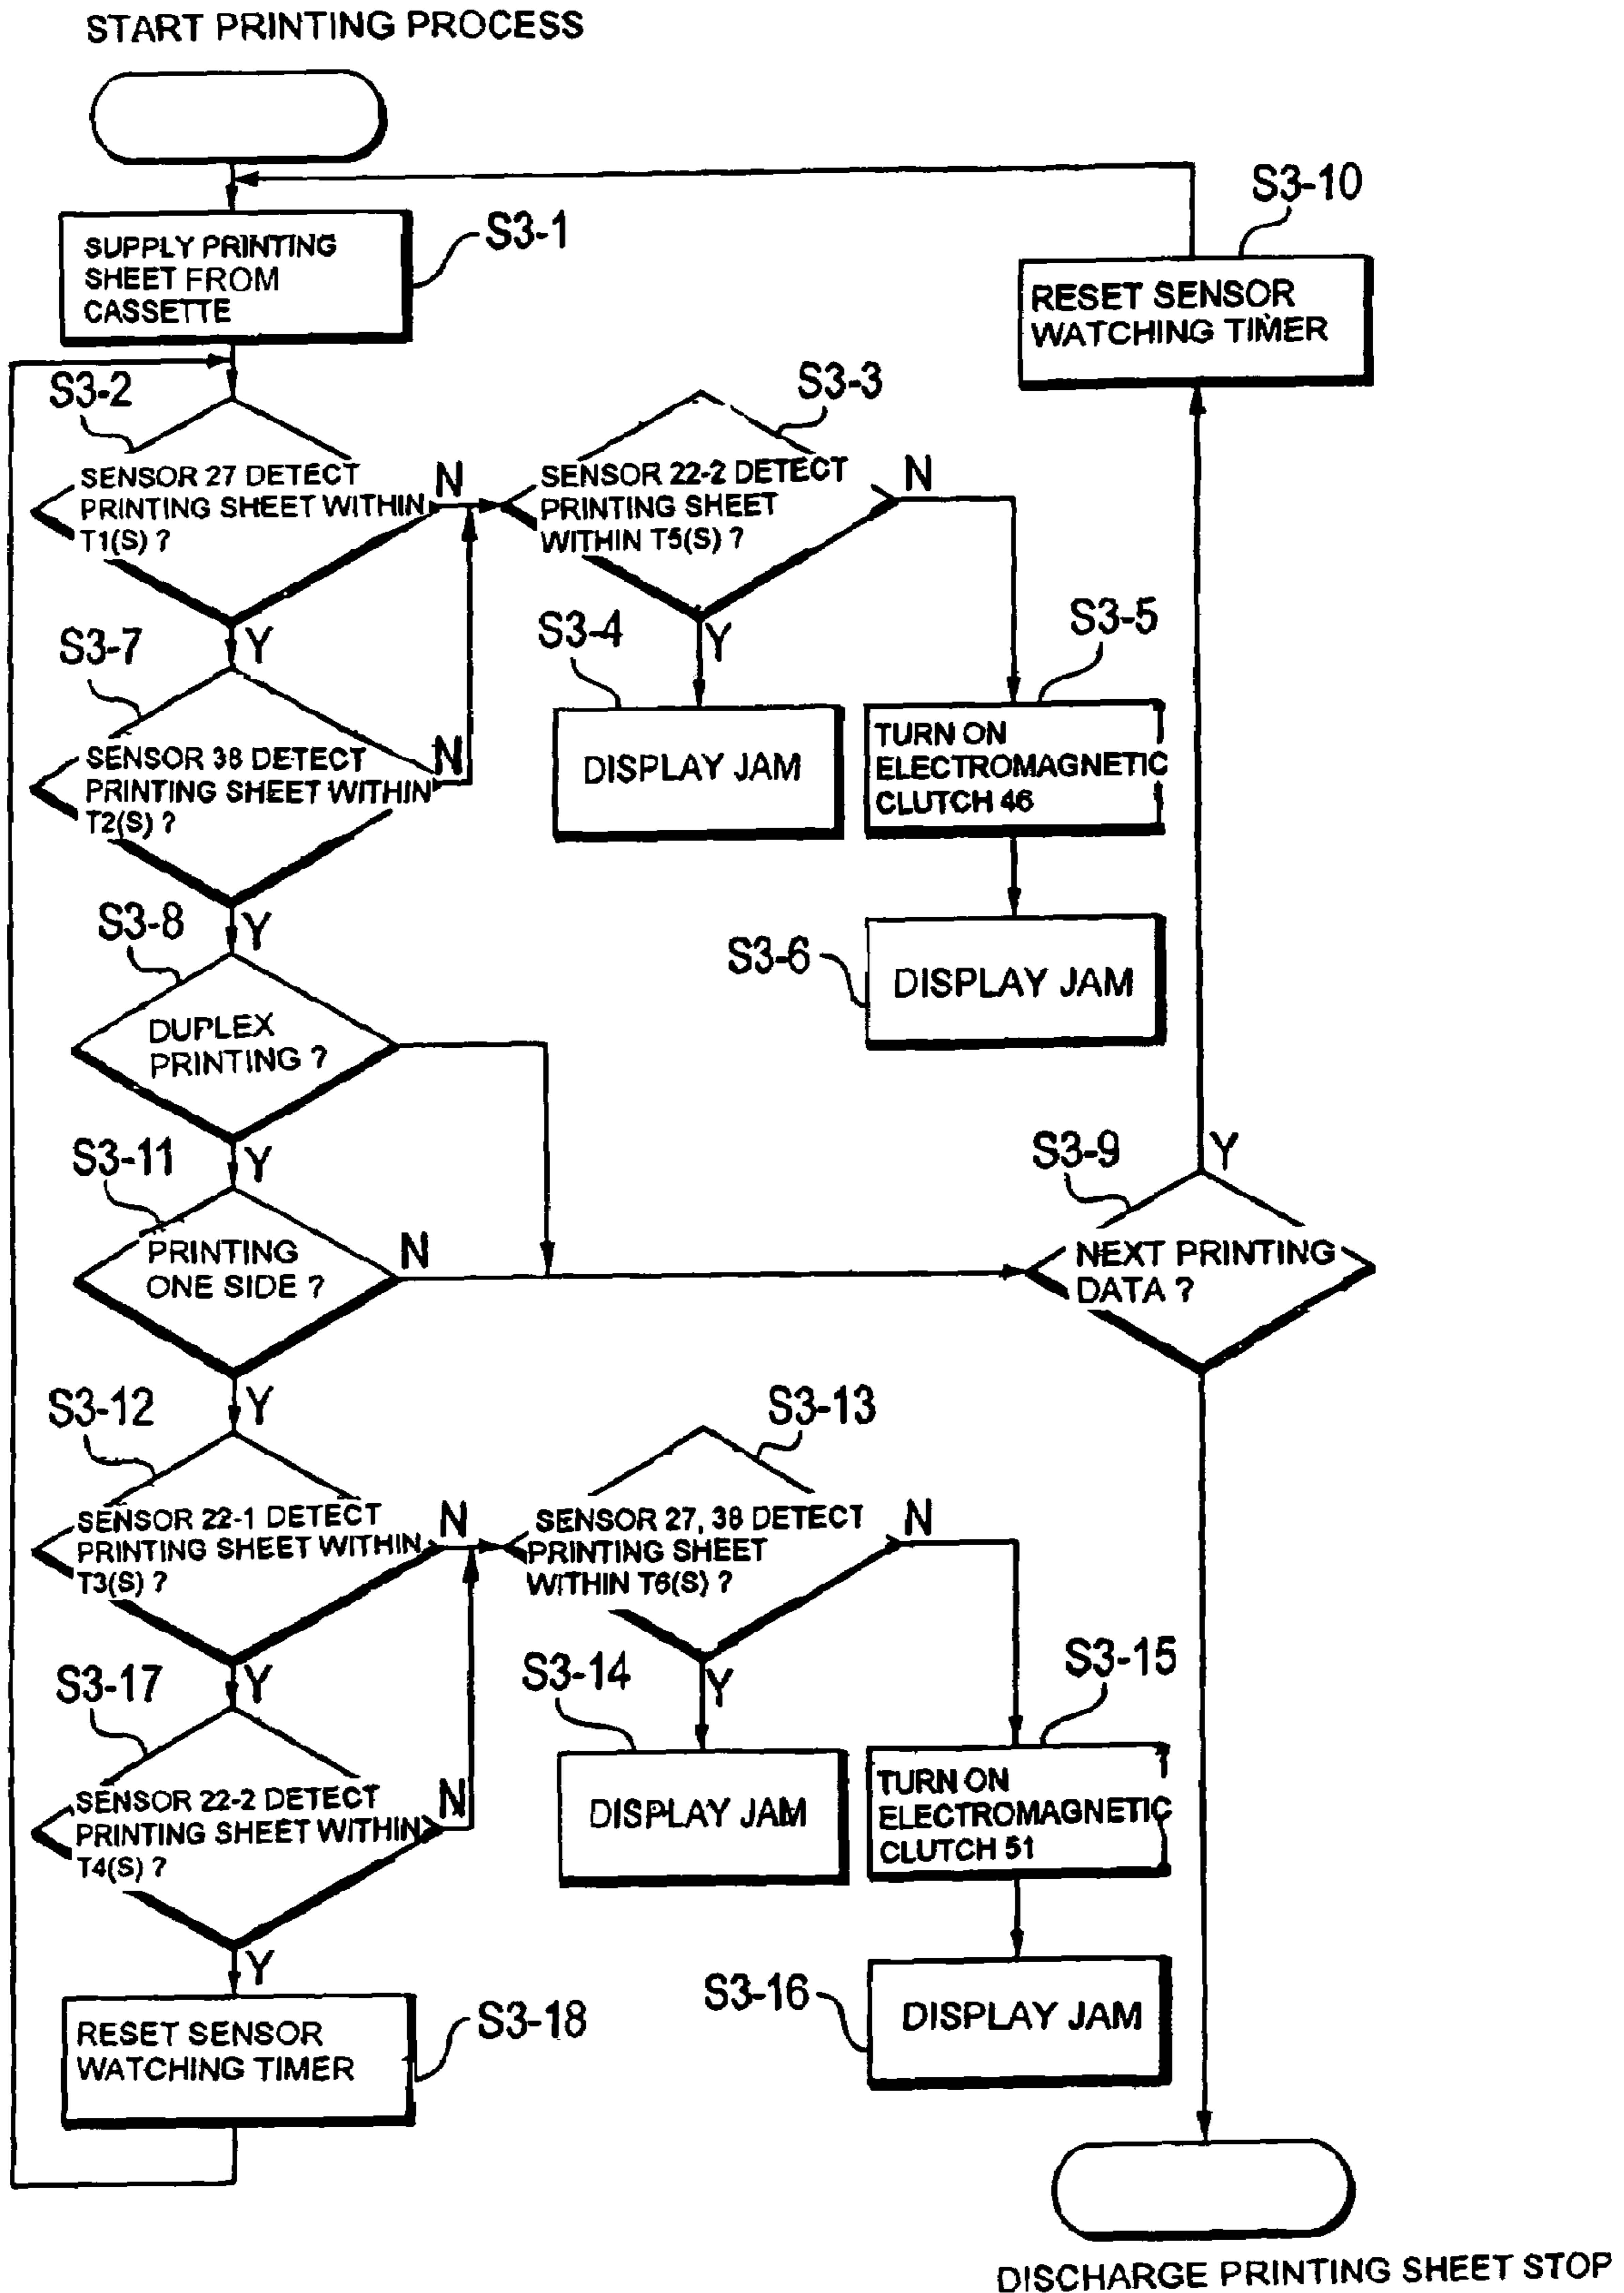 START PRINTING PROCESS
S3-10
S3-1
SUPPLY PRINTING
SHEET FROM
CASSETTE
RESET SENSOR
WATCHING TIMER
S3-2
S3-3
SENSOR 27 DETECT
PRINTING SHEET WITHIN
T1(S) ?
N
SENSOR 22-2 DETECT
PRINTING SHEET
WITHIN T5(S) ?
N
Y
S3-7
S3-4
Y
S3-5
SENSOR 38 DETECT
PRINTING SHEET WITHIN
T2(S) ?
N
DISPLAY JAM
TURN ON
ELECTROMAGNETIC
CLUTCH 46
Y
S3-8
S3-6
DISPLAY JAM
DUPLEX
PRINTING ?
Y
S3-11
S3-9
Y
PRINTING
ONE SIDE ?
N
NEXT PRINTING
DATA ?
Y
S3-12
S3-13
SENSOR 22-1 DETECT
PRINTING SHEET WITHIN
T3(S) ?
N
SENSOR 27, 38 DETECT
PRINTING SHEET
WITHIN T6(S) ?
N
Y
S3-17
S3-14
Y
S3-15
SENSOR 22-2 DETECT
PRINTING SHEET WITHIN
T4(S) ?
N
DISPLAY JAM
TURN ON
ELECTROMAGNETIC
CLUTCH 51
Y
S3-18
S3-16
RESET SENSOR
WATCHING TIMER
DISPLAY JAM
DISCHARGE PRINTING SHEET STOP